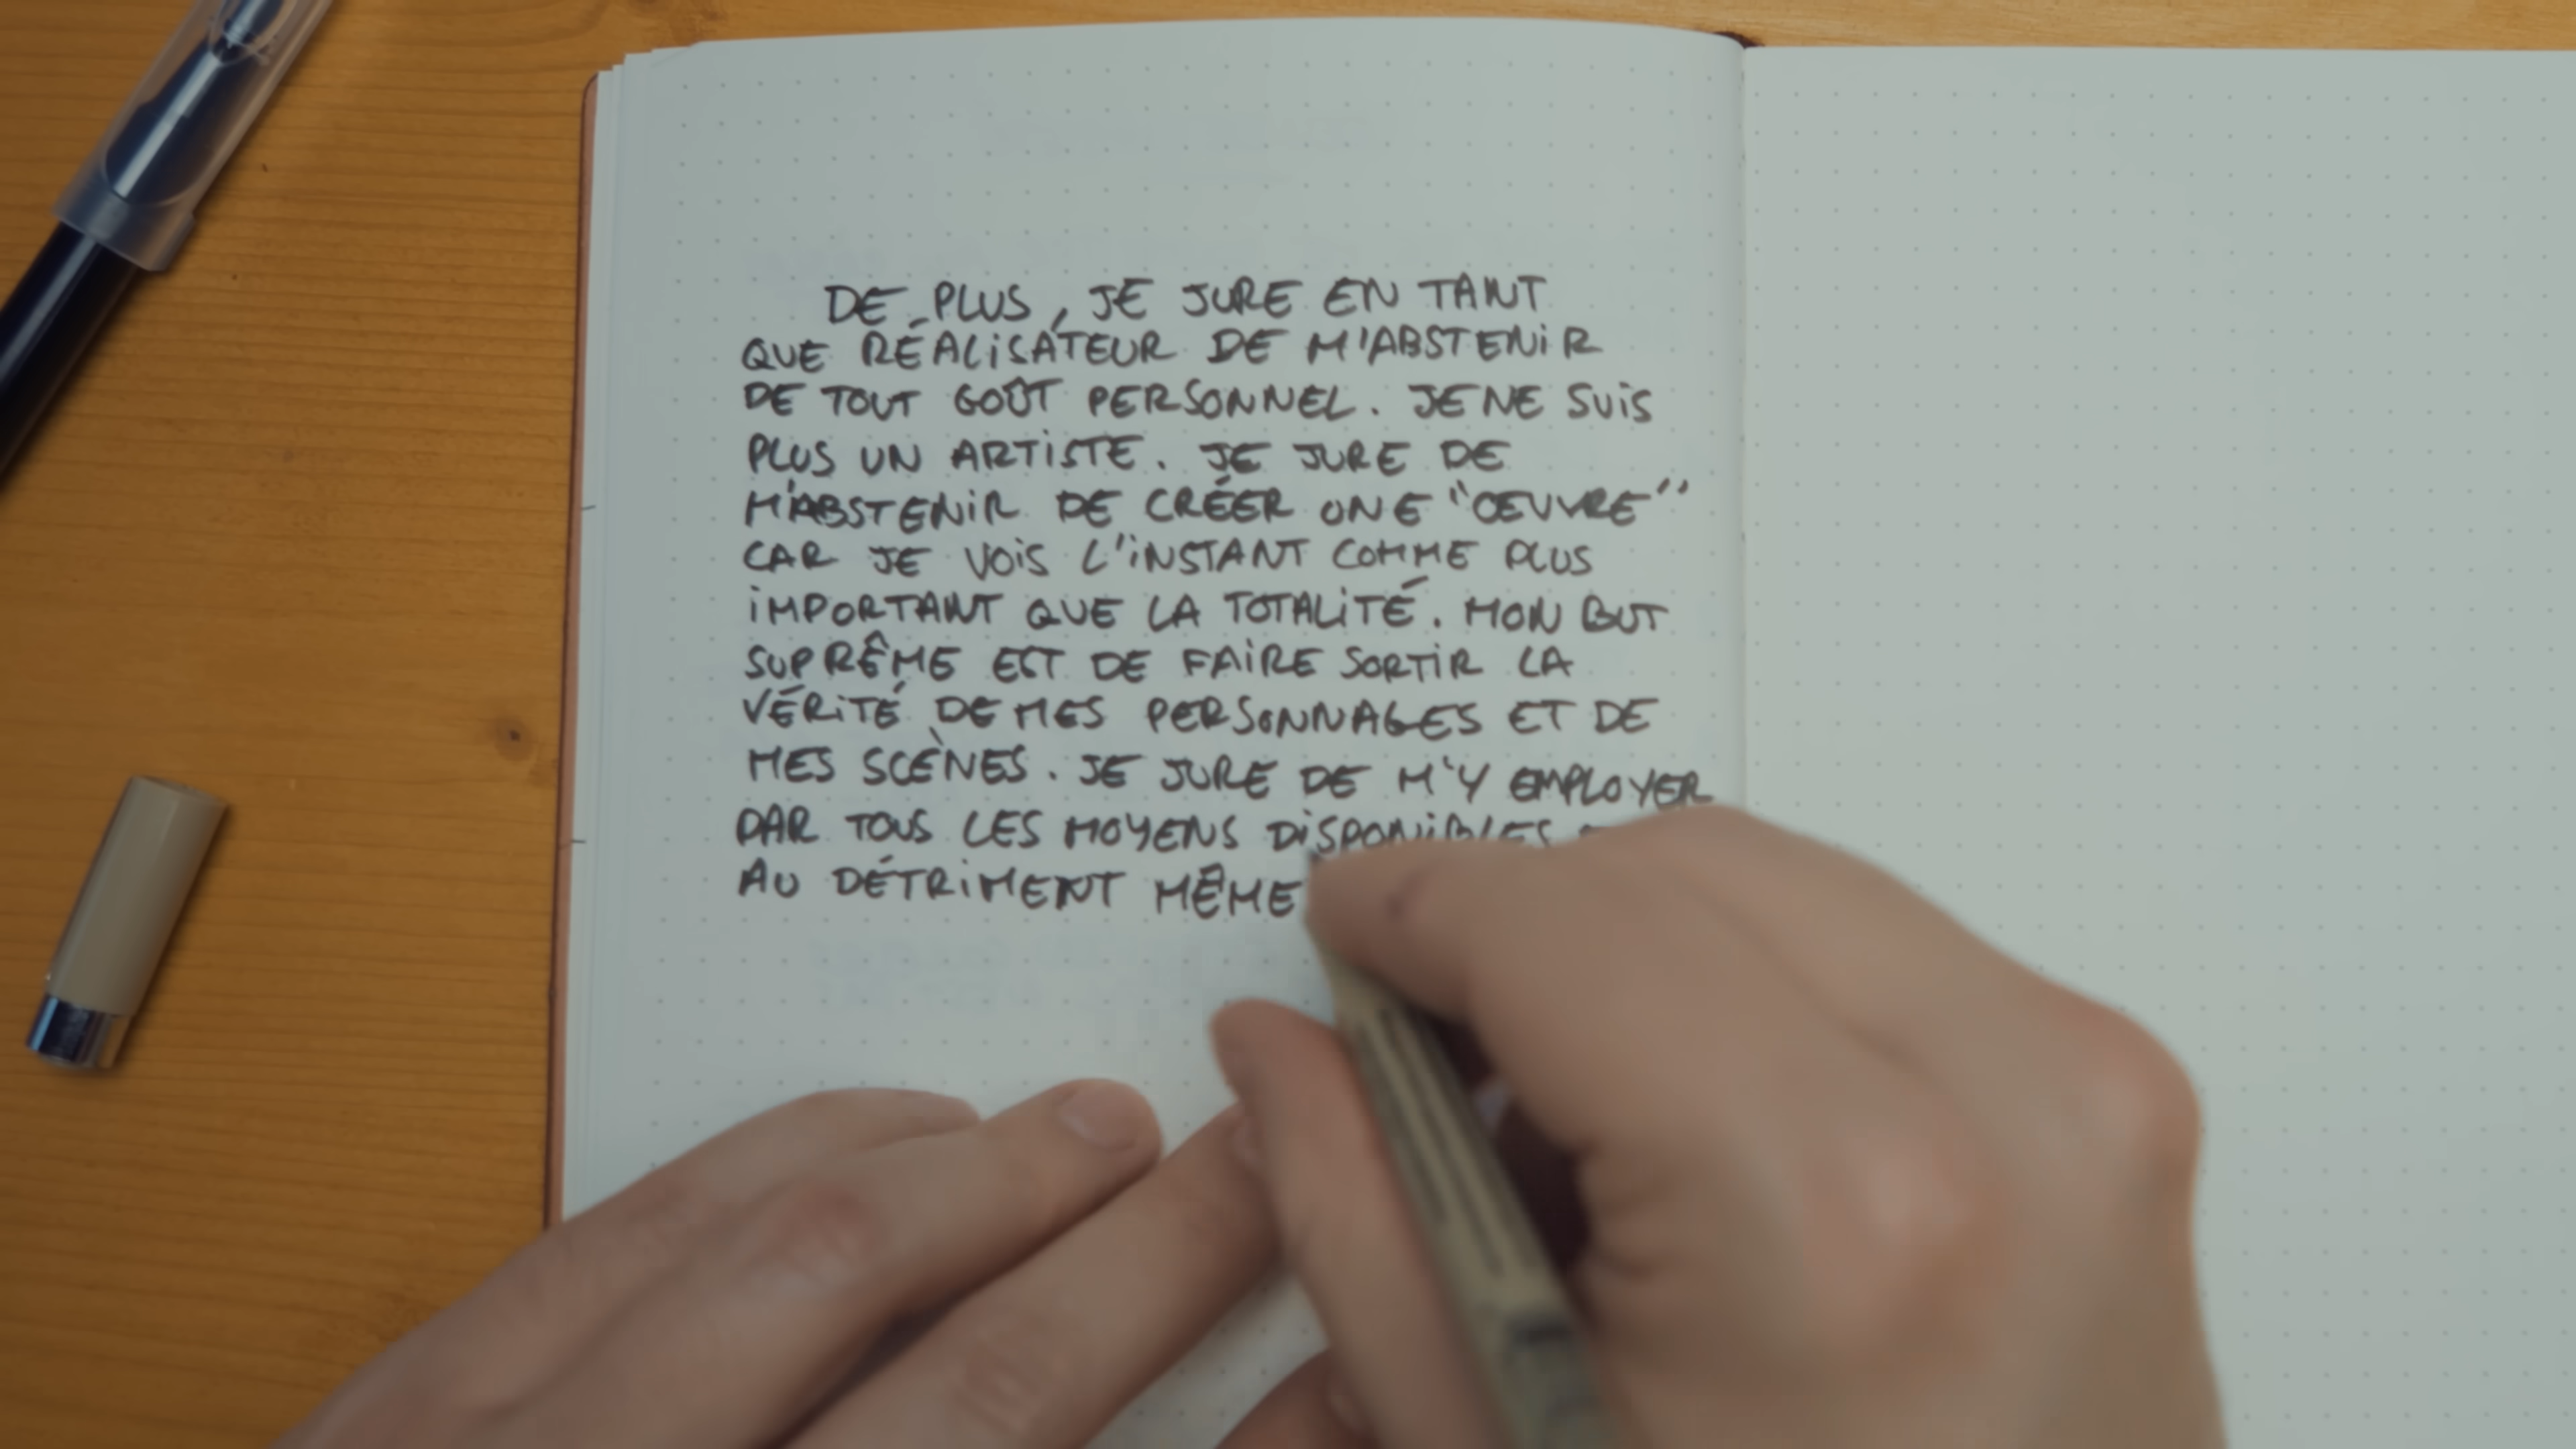 DE PLUS, JE JURE EN TANT
QUE RÉALISATEUR DE M'ABSTENIR
DE TOUT GOÛT PERSONNEL. JE NE SUIS
PLUS UN ARTISTE. JE JURE DE
M'ABSTENIR DE CRÉER UNE "ŒUVRE"
CAR JE VOIS L'INSTANT COMME PLUS
IMPORTANT QUE LA TOTALITÉ. MON BUT
SUPRÊME EST DE FAIRE SORTIR LA
VÉRITÉ DE MES PERSONNAGES ET DE
MES SCÈNES. JE JURE DE M'Y EMPLOYER
PAR TOUS LES MOYENS DISPONIBLES
AU DÉTRIMENT MÊME